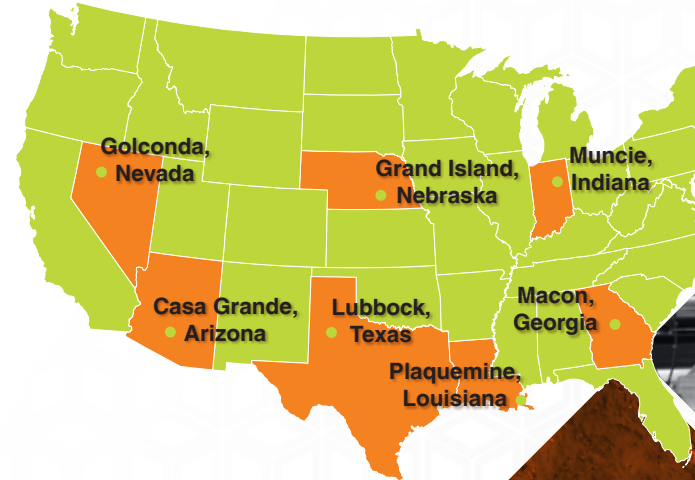 Golconda,
Nevada
Grand Island,
Nebraska
Muncie,
Indiana
Casa Grande,
Arizona
Lubbock,
Texas
Macon,
Georgia
Plaquemine,
Louisiana